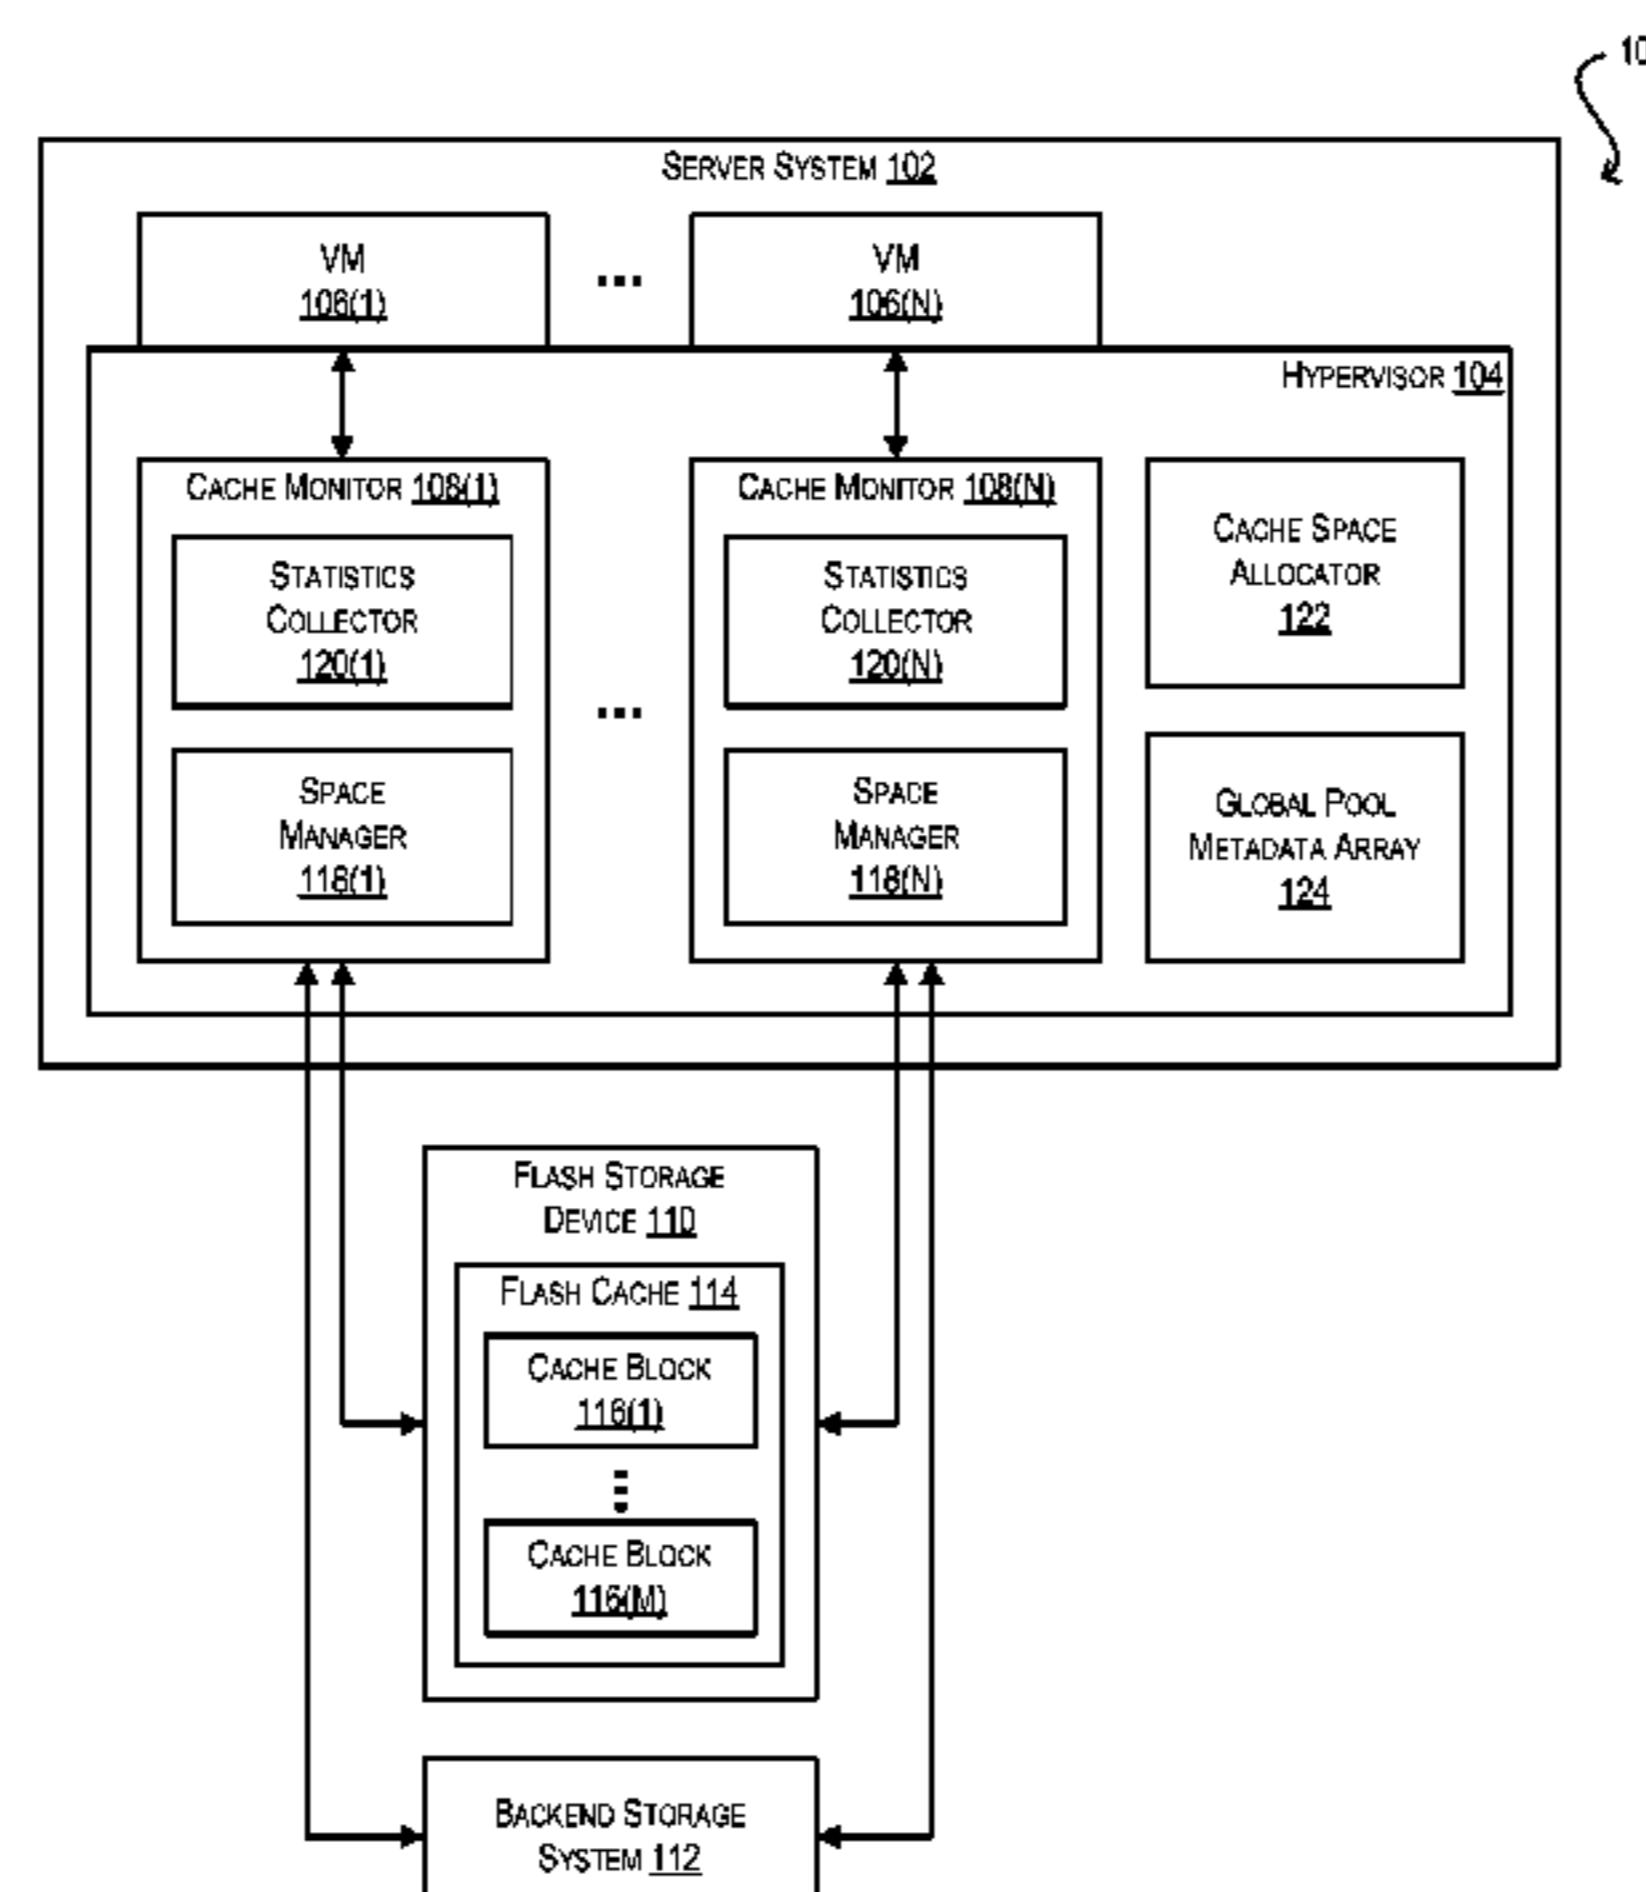 10
SERVER SYSTEM 102
VM
106(1)
...
VM
106(N)
HYPERVISOR 104
CACHE MONITOR 108(1)
STATISTICS
COLLECTOR
120(1)
SPACE
MANAGER
118(1)
...
CACHE MONITOR 108(N)
STATISTICS
COLLECTOR
120(N)
SPACE
MANAGER
118(N)
CACHE SPACE
ALLOCATOR
122
GLOBAL POOL
METADATA ARRAY
124
FLASH STORAGE
DEVICE 110
FLASH CACHE 114
CACHE BLOCK
116(1)
CACHE BLOCK
116(M)
BACKEND STORAGE
SYSTEM 112